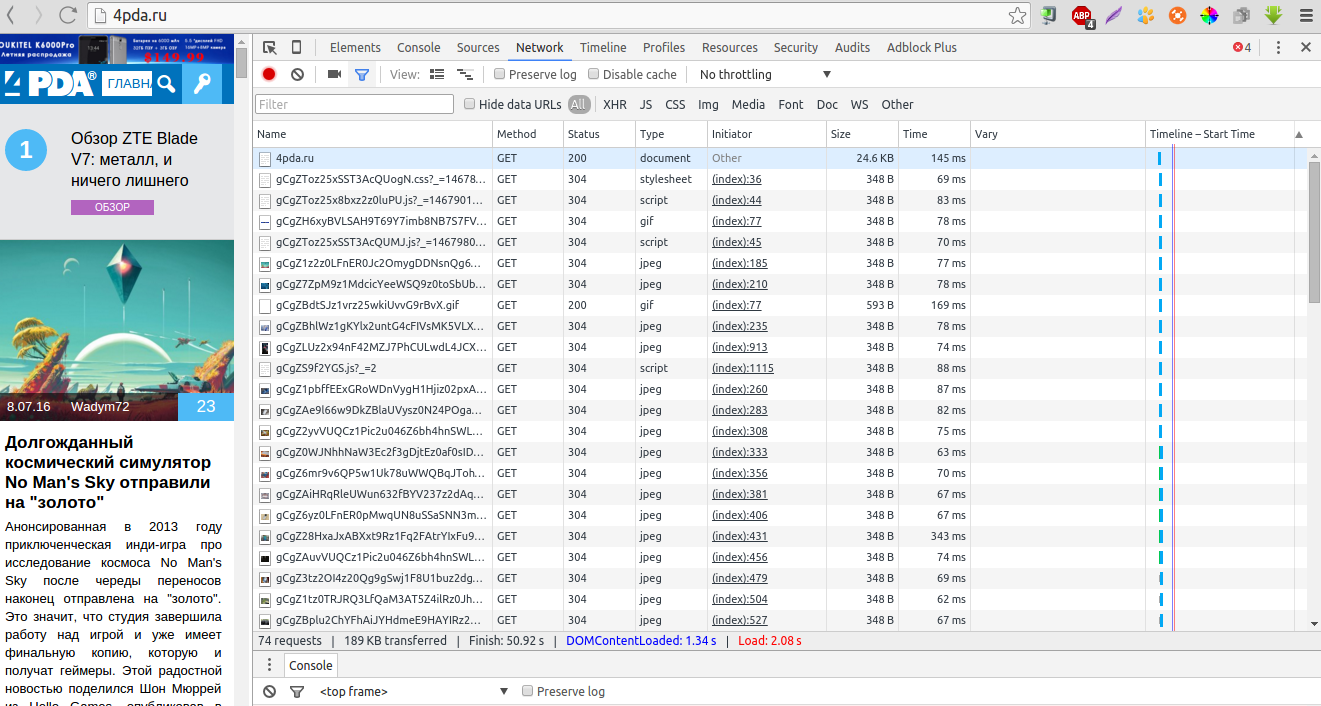 4pda.ru
ABP
4
OUKITEL K6000Pro
$149.99
4PDA®
ГЛАВН
1
Обзор ZTE Blade
V7: металл, и
ничего лишнего
ОБЗОР
8.07.16 Wadym72 23
Долгожданный
космический симулятор
No Man's Sky отправили
на "золото"
Анонсированная в 2013 году
приключенческая инди-игра про
исследование космоса No Man's
Sky после череды переносов
наконец отправлена на "золото".
Это значит, что студия завершила
работу над игрой и уже имеет
финальную копию, которую и
получат геймеры. Этой радостной
новостью поделился Шон Мюррей
из Hello Games, опубликовав в
Elements Console Sources Network Timeline Profiles Resources Security Audits Adblock Plus 4
View: Preserve log Disable cache No throttling
Filter Hide data URLs All XHR JS CSS Img Media Font Doc WS Other
Name Method Status Type Initiator Size Time Vary Timeline – Start Time
4pda.ru GET 200 document Other 24.6 KB 145 ms
gCgZToz25xSST3AcQUogN.css?_=14678... GET 304 stylesheet (index):36 348 B 69 ms
gCgZToz25x8bxz2z0luPU.js?_=1467901... GET 304 script (index):44 348 B 83 ms
gCgZH6xyBVLSAH9T69Y7imb8NB7S7FV... GET 304 gif (index):77 348 B 78 ms
gCgZToz25xSST3AcQUMJ.js?_=1467980... GET 304 script (index):45 348 B 70 ms
gCgZ1z2z0LFnER0Jc2OmygDDNsnQg6... GET 304 jpeg (index):185 348 B 77 ms
gCgZ7ZpM9z1MdcicYeeWSQ9z0toSbUb... GET 304 jpeg (index):210 348 B 78 ms
gCgZBdtSJz1vrz25wkiUvvG9rBvX.gif GET 200 gif (index):77 593 B 169 ms
gCgZBhlWz1gKYlx2untG4cFIVsMK5VLX... GET 304 jpeg (index):235 348 B 78 ms
gCgZLUz2x94nF42MZJ7PhCULwdL4JCX... GET 304 jpeg (index):913 348 B 74 ms
gCgZS9f2YGS.js?_=2 GET 304 script (index):1115 348 B 88 ms
gCgZ1pbffEExGRoWDnVygH1Hjiz02pxA... GET 304 jpeg (index):260 348 B 87 ms
gCgZAe9l66w9DkZBlaUVysz0N24POga... GET 304 jpeg (index):283 348 B 82 ms
gCgZ2yvVUQCz1Pic2u046Z6bh4hnSWL... GET 304 jpeg (index):308 348 B 75 ms
gCgZ0WJNhhNaW3Ec2f3gDjtEz0af0sID... GET 304 jpeg (index):333 348 B 63 ms
gCgZ6mr9v6QP5w1Uk78uWWQBqJToh... GET 304 jpeg (index):356 348 B 70 ms
gCgZAiHRqRleUWun632fBYV237z2dAq... GET 304 jpeg (index):381 348 B 67 ms
gCgZ6yz0LFnER0pMwqUN8uSSaSNN3m... GET 304 jpeg (index):406 348 B 67 ms
gCgZ28HxaJxABXxt9Rz1Fq2FAtrYIxFu9... GET 304 jpeg (index):431 348 B 343 ms
gCgZAuvVUQCz1Pic2u046Z6bh4hnSWL... GET 304 jpeg (index):456 348 B 74 ms
gCgZ3tz2OI4z20Qg9gSwj1F8U1buz2dg... GET 304 jpeg (index):479 348 B 69 ms
gCgZ1tz0TRJRQ3LfQaM3AT5Z4ilRz0Jh... GET 304 jpeg (index):504 348 B 62 ms
gCgZBplu2ChYFhAiJYHdmeE9HAYIRz2... GET 304 jpeg (index):527 348 B 67 ms
74 requests | 189 KB transferred | Finish: 50.92 s | DOMContentLoaded: 1.34 s | Load: 2.08 s
Console
<top frame> Preserve log